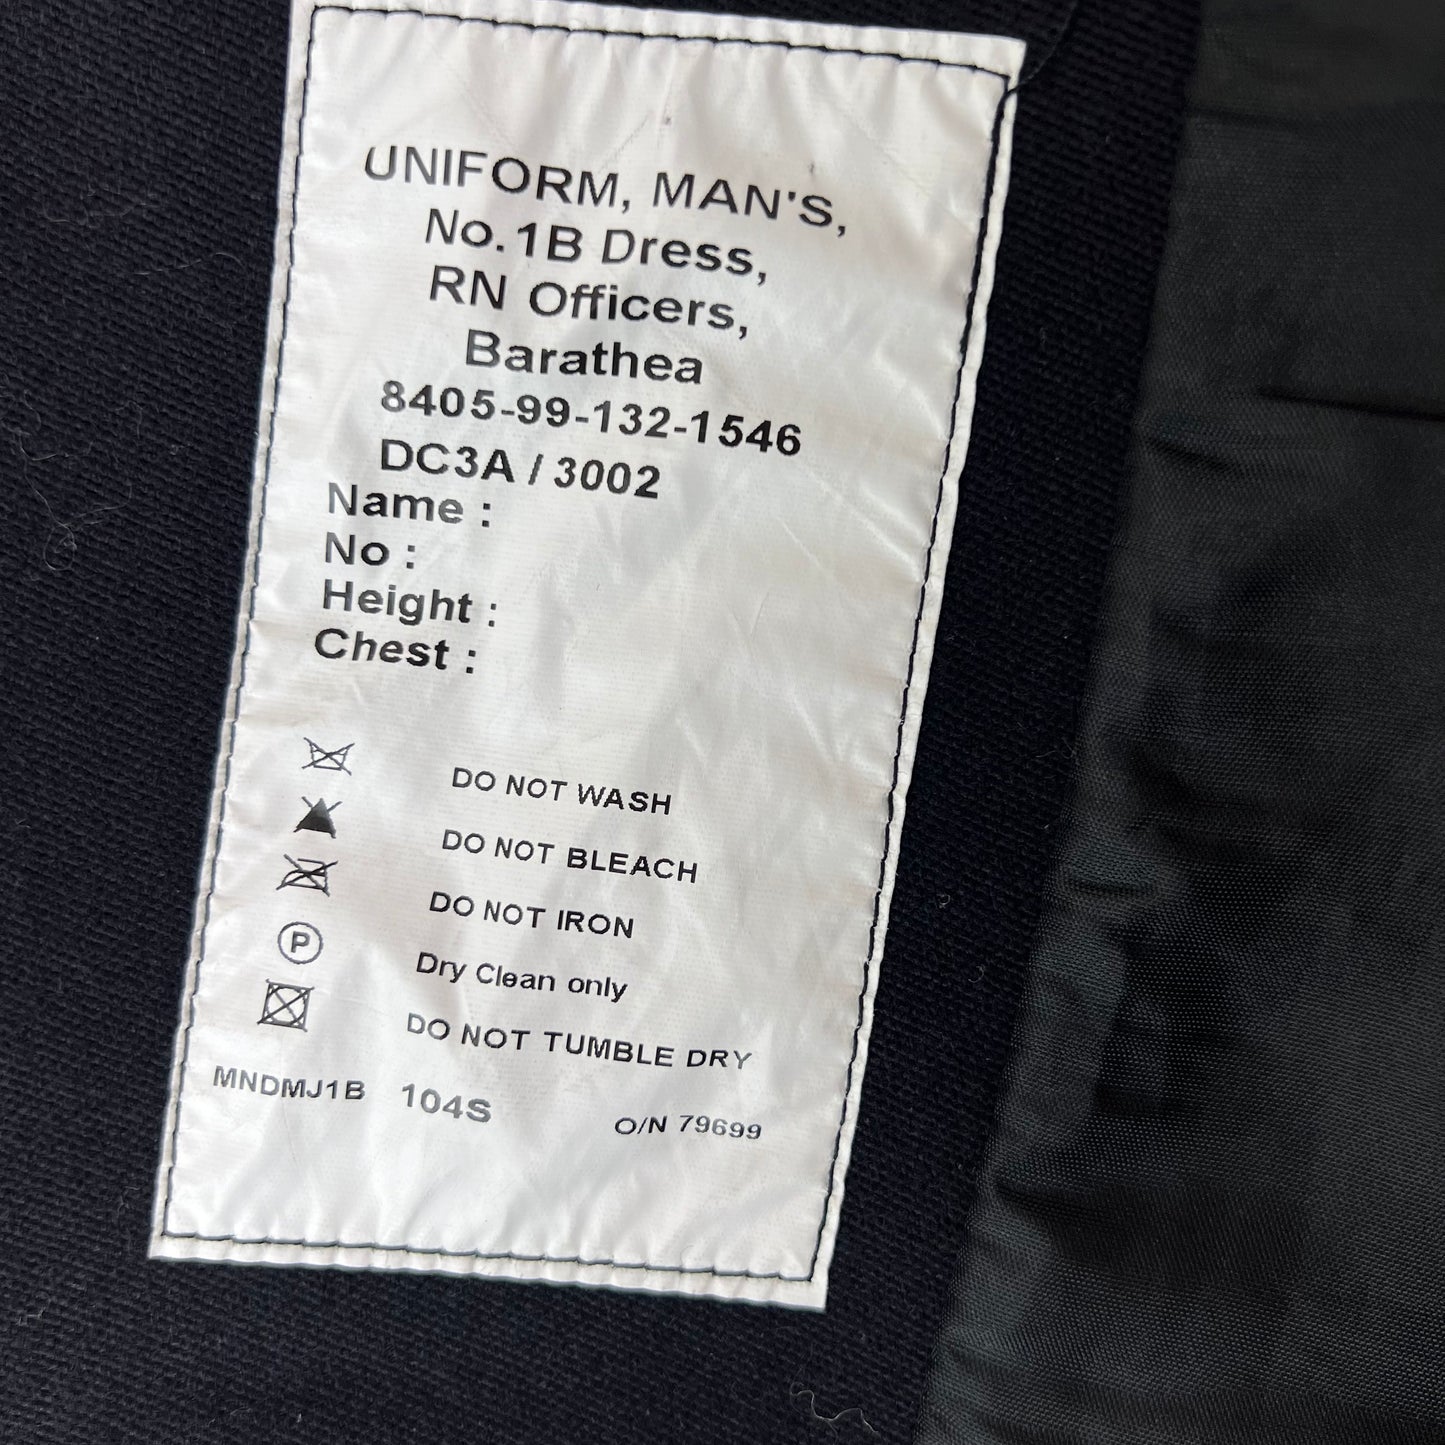 UNIFORM, MAN'S,
No.1B Dress,
RN Officers,
Barathea
8405-99-132-1546
DC3A / 3002
Name :
No :
Height :
Chest :
DO NOT WASH
DO NOT BLEACH
DO NOT IRON
P Dry Clean only
DO NOT TUMBLE DRY
MNDMJ1B 104S O/N 79699